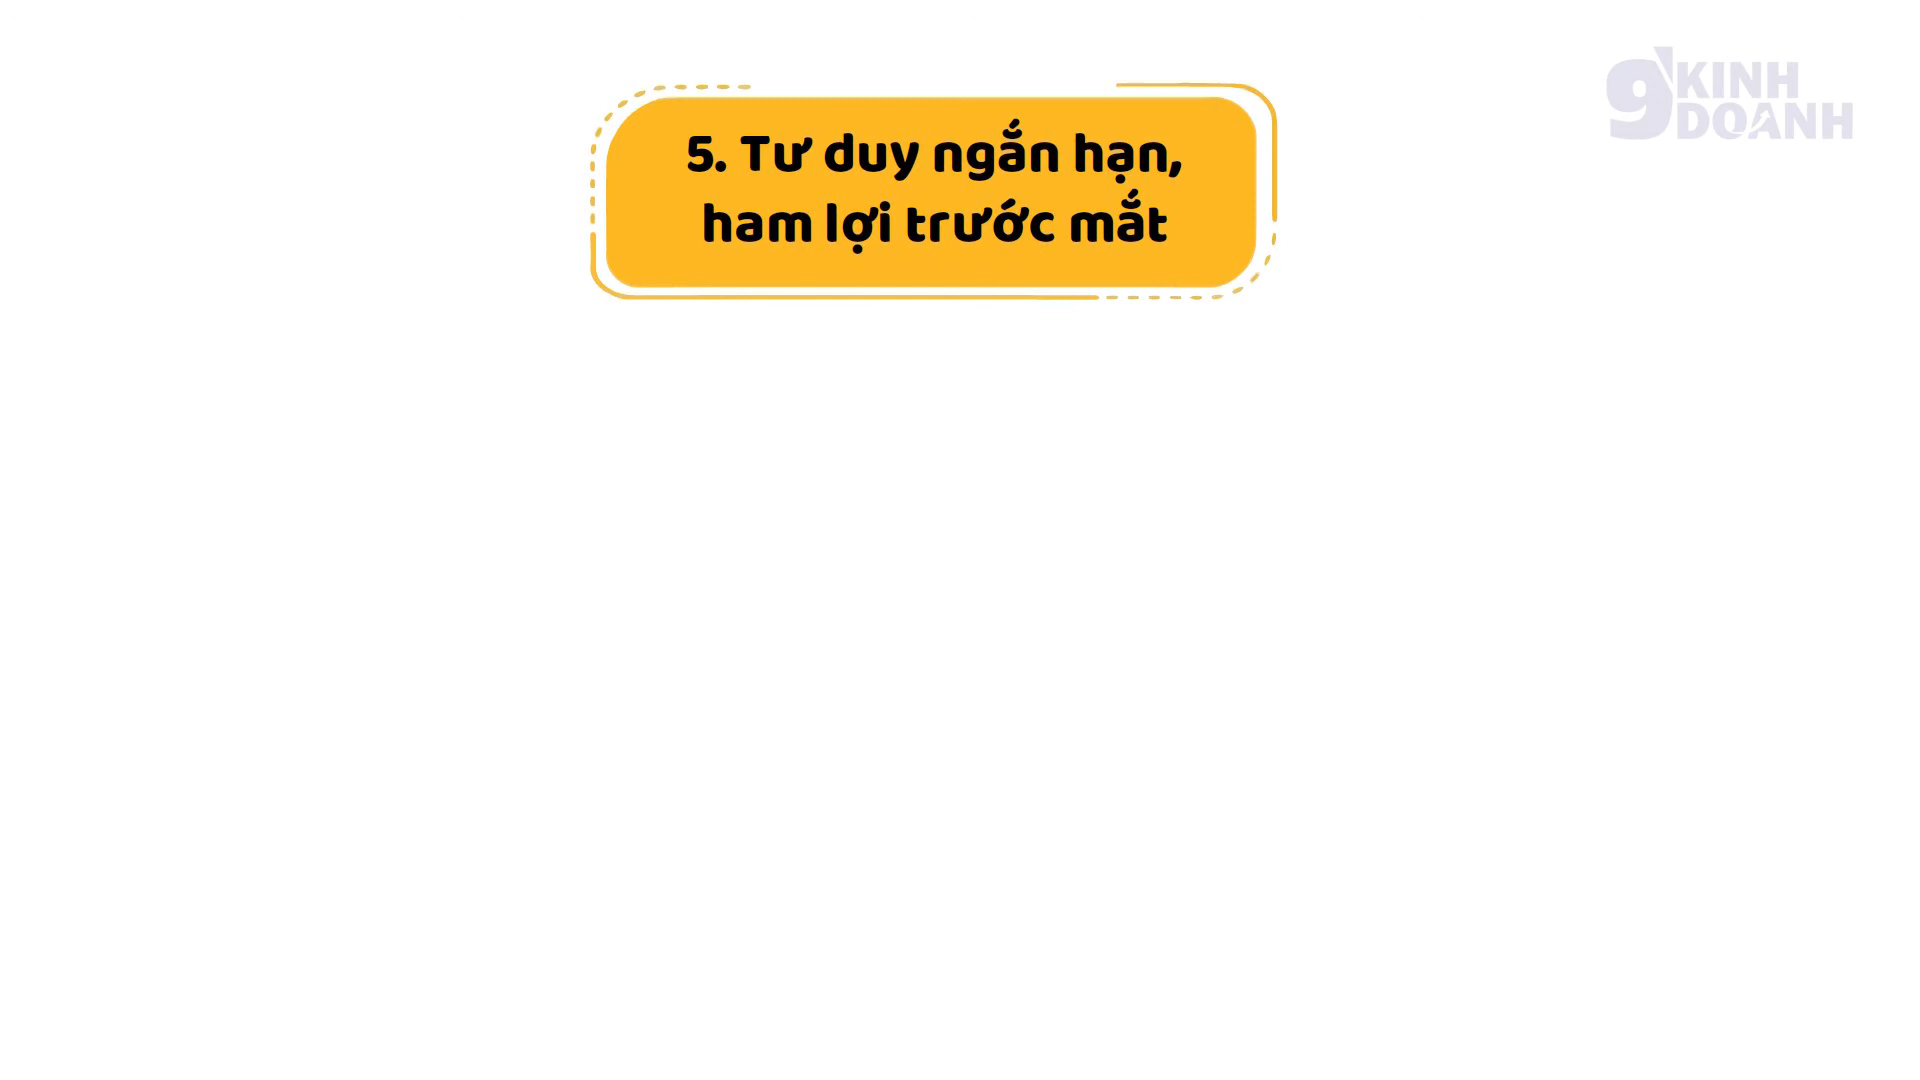 5. Tư duy ngắn hạn,
ham lợi trước mắt
9' KINH
DOANH